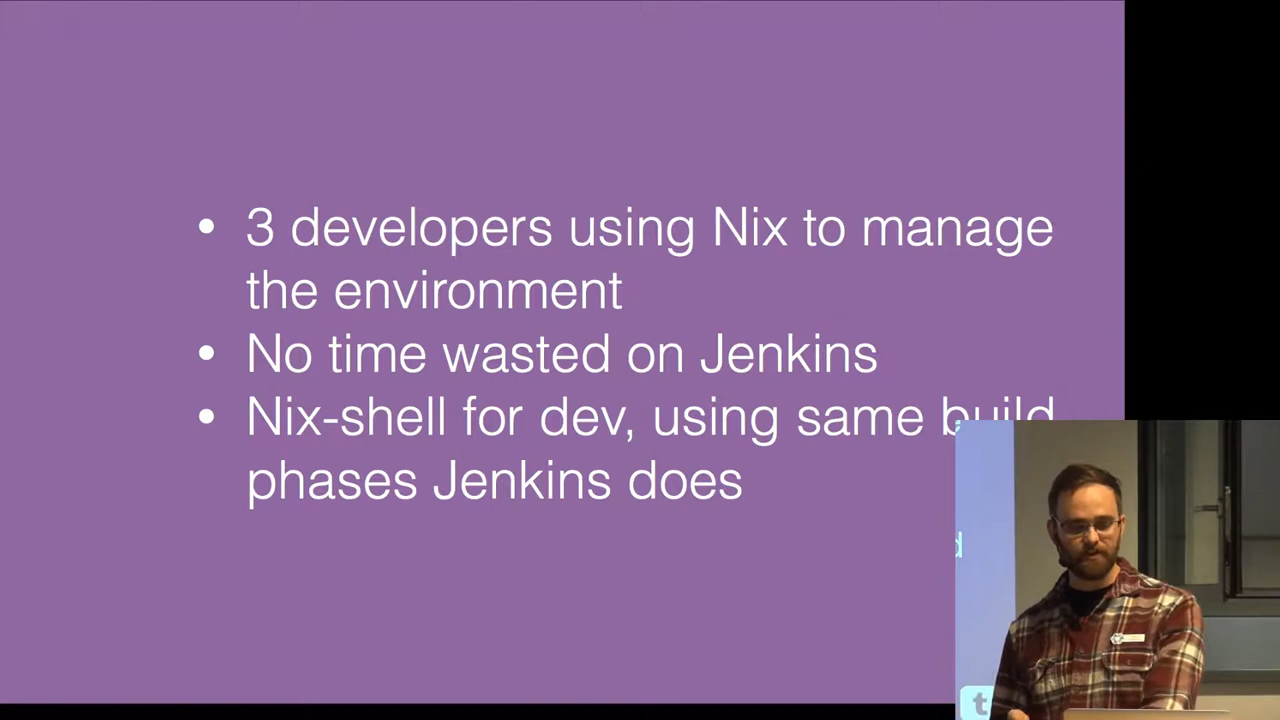 • 3 developers using Nix to manage
the environment
• No time wasted on Jenkins
• Nix-shell for dev, using same build
phases Jenkins does
d
t